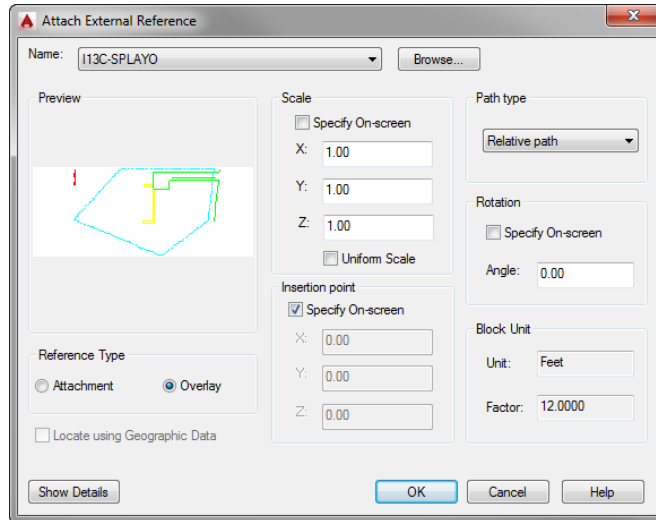 Attach External Reference
Name: I13C-SPLAYO Browse...
Preview
Reference Type
Attachment Overlay
Locate using Geographic Data
Scale
Specify On-screen
X: 1.00
Y: 1.00
Z: 1.00
Uniform Scale
Insertion point
Specify On-screen
X: 0.00
Y: 0.00
Z: 0.00
Path type
Relative path
Rotation
Specify On-screen
Angle: 0.00
Block Unit
Unit: Feet
Factor: 12.0000
Show Details OK Cancel Help